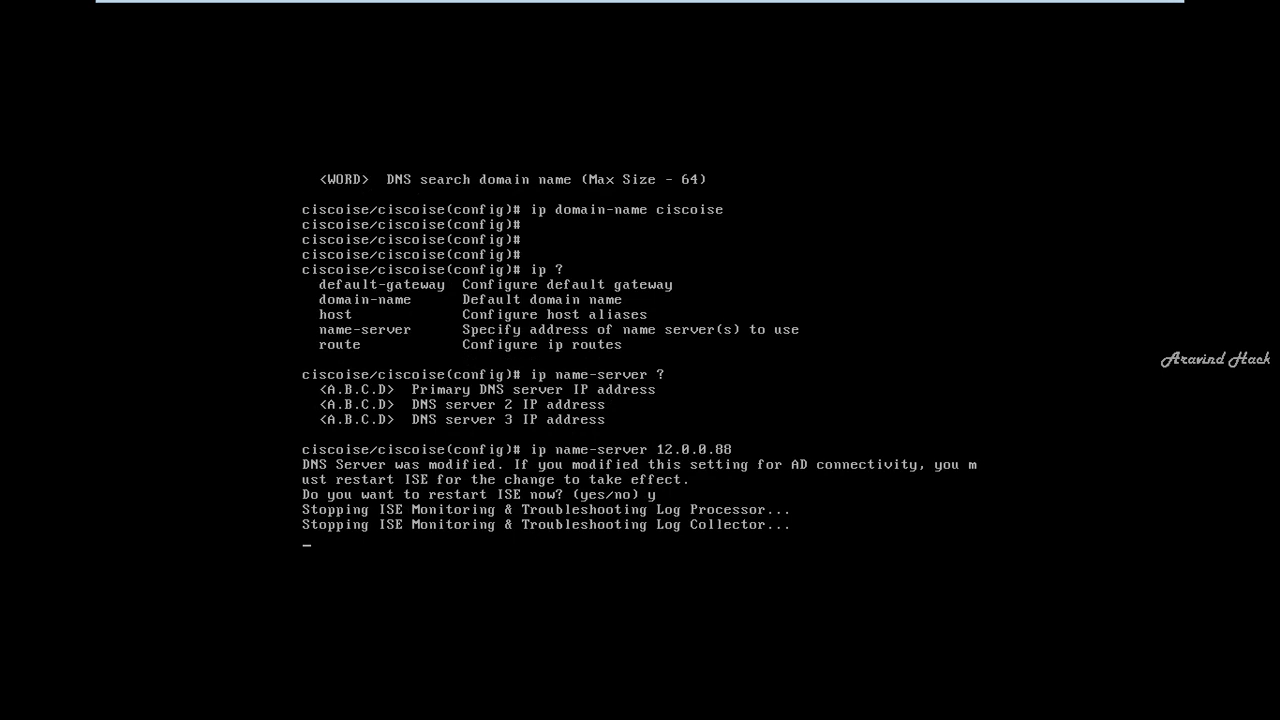 <WORD>  DNS search domain name (Max Size - 64)
ciscoise/ciscoise(config)# ip domain-name ciscoise
ciscoise/ciscoise(config)#
ciscoise/ciscoise(config)#
ciscoise/ciscoise(config)#
ciscoise/ciscoise(config)# ip ?
default-gateway  Configure default gateway
domain-name      Default domain name
host             Configure host aliases
name-server      Specify address of name server(s) to use
route            Configure ip routes
Aravind Hack
ciscoise/ciscoise(config)# ip name-server ?
<A.B.C.D>  Primary DNS server IP address
<A.B.C.D>  DNS server 2 IP address
<A.B.C.D>  DNS server 3 IP address
ciscoise/ciscoise(config)# ip name-server 12.0.0.88
DNS Server was modified. If you modified this setting for AD connectivity, you m
ust restart ISE for the change to take effect.
Do you want to restart ISE now? (yes/no) y
Stopping ISE Monitoring & Troubleshooting Log Processor...
Stopping ISE Monitoring & Troubleshooting Log Collector...
_